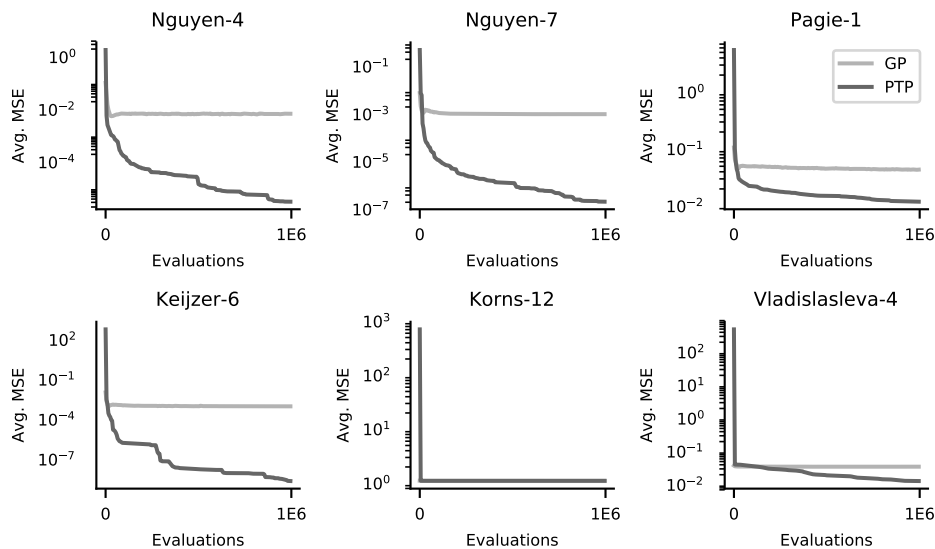 Nguyen-4
Avg. MSE
10^0
10^-2
10^-4
0
1E6
Evaluations
Nguyen-7
Avg. MSE
10^-1
10^-3
10^-5
10^-7
0
1E6
Evaluations
Pagie-1
Avg. MSE
10^0
10^-1
10^-2
GP
PTP
0
1E6
Evaluations
Keijzer-6
Avg. MSE
10^2
10^-1
10^-4
10^-7
0
1E6
Evaluations
Korns-12
Avg. MSE
10^3
10^2
10^1
10^0
0
1E6
Evaluations
Vladislasleva-4
Avg. MSE
10^2
10^1
10^0
10^-1
10^-2
0
1E6
Evaluations